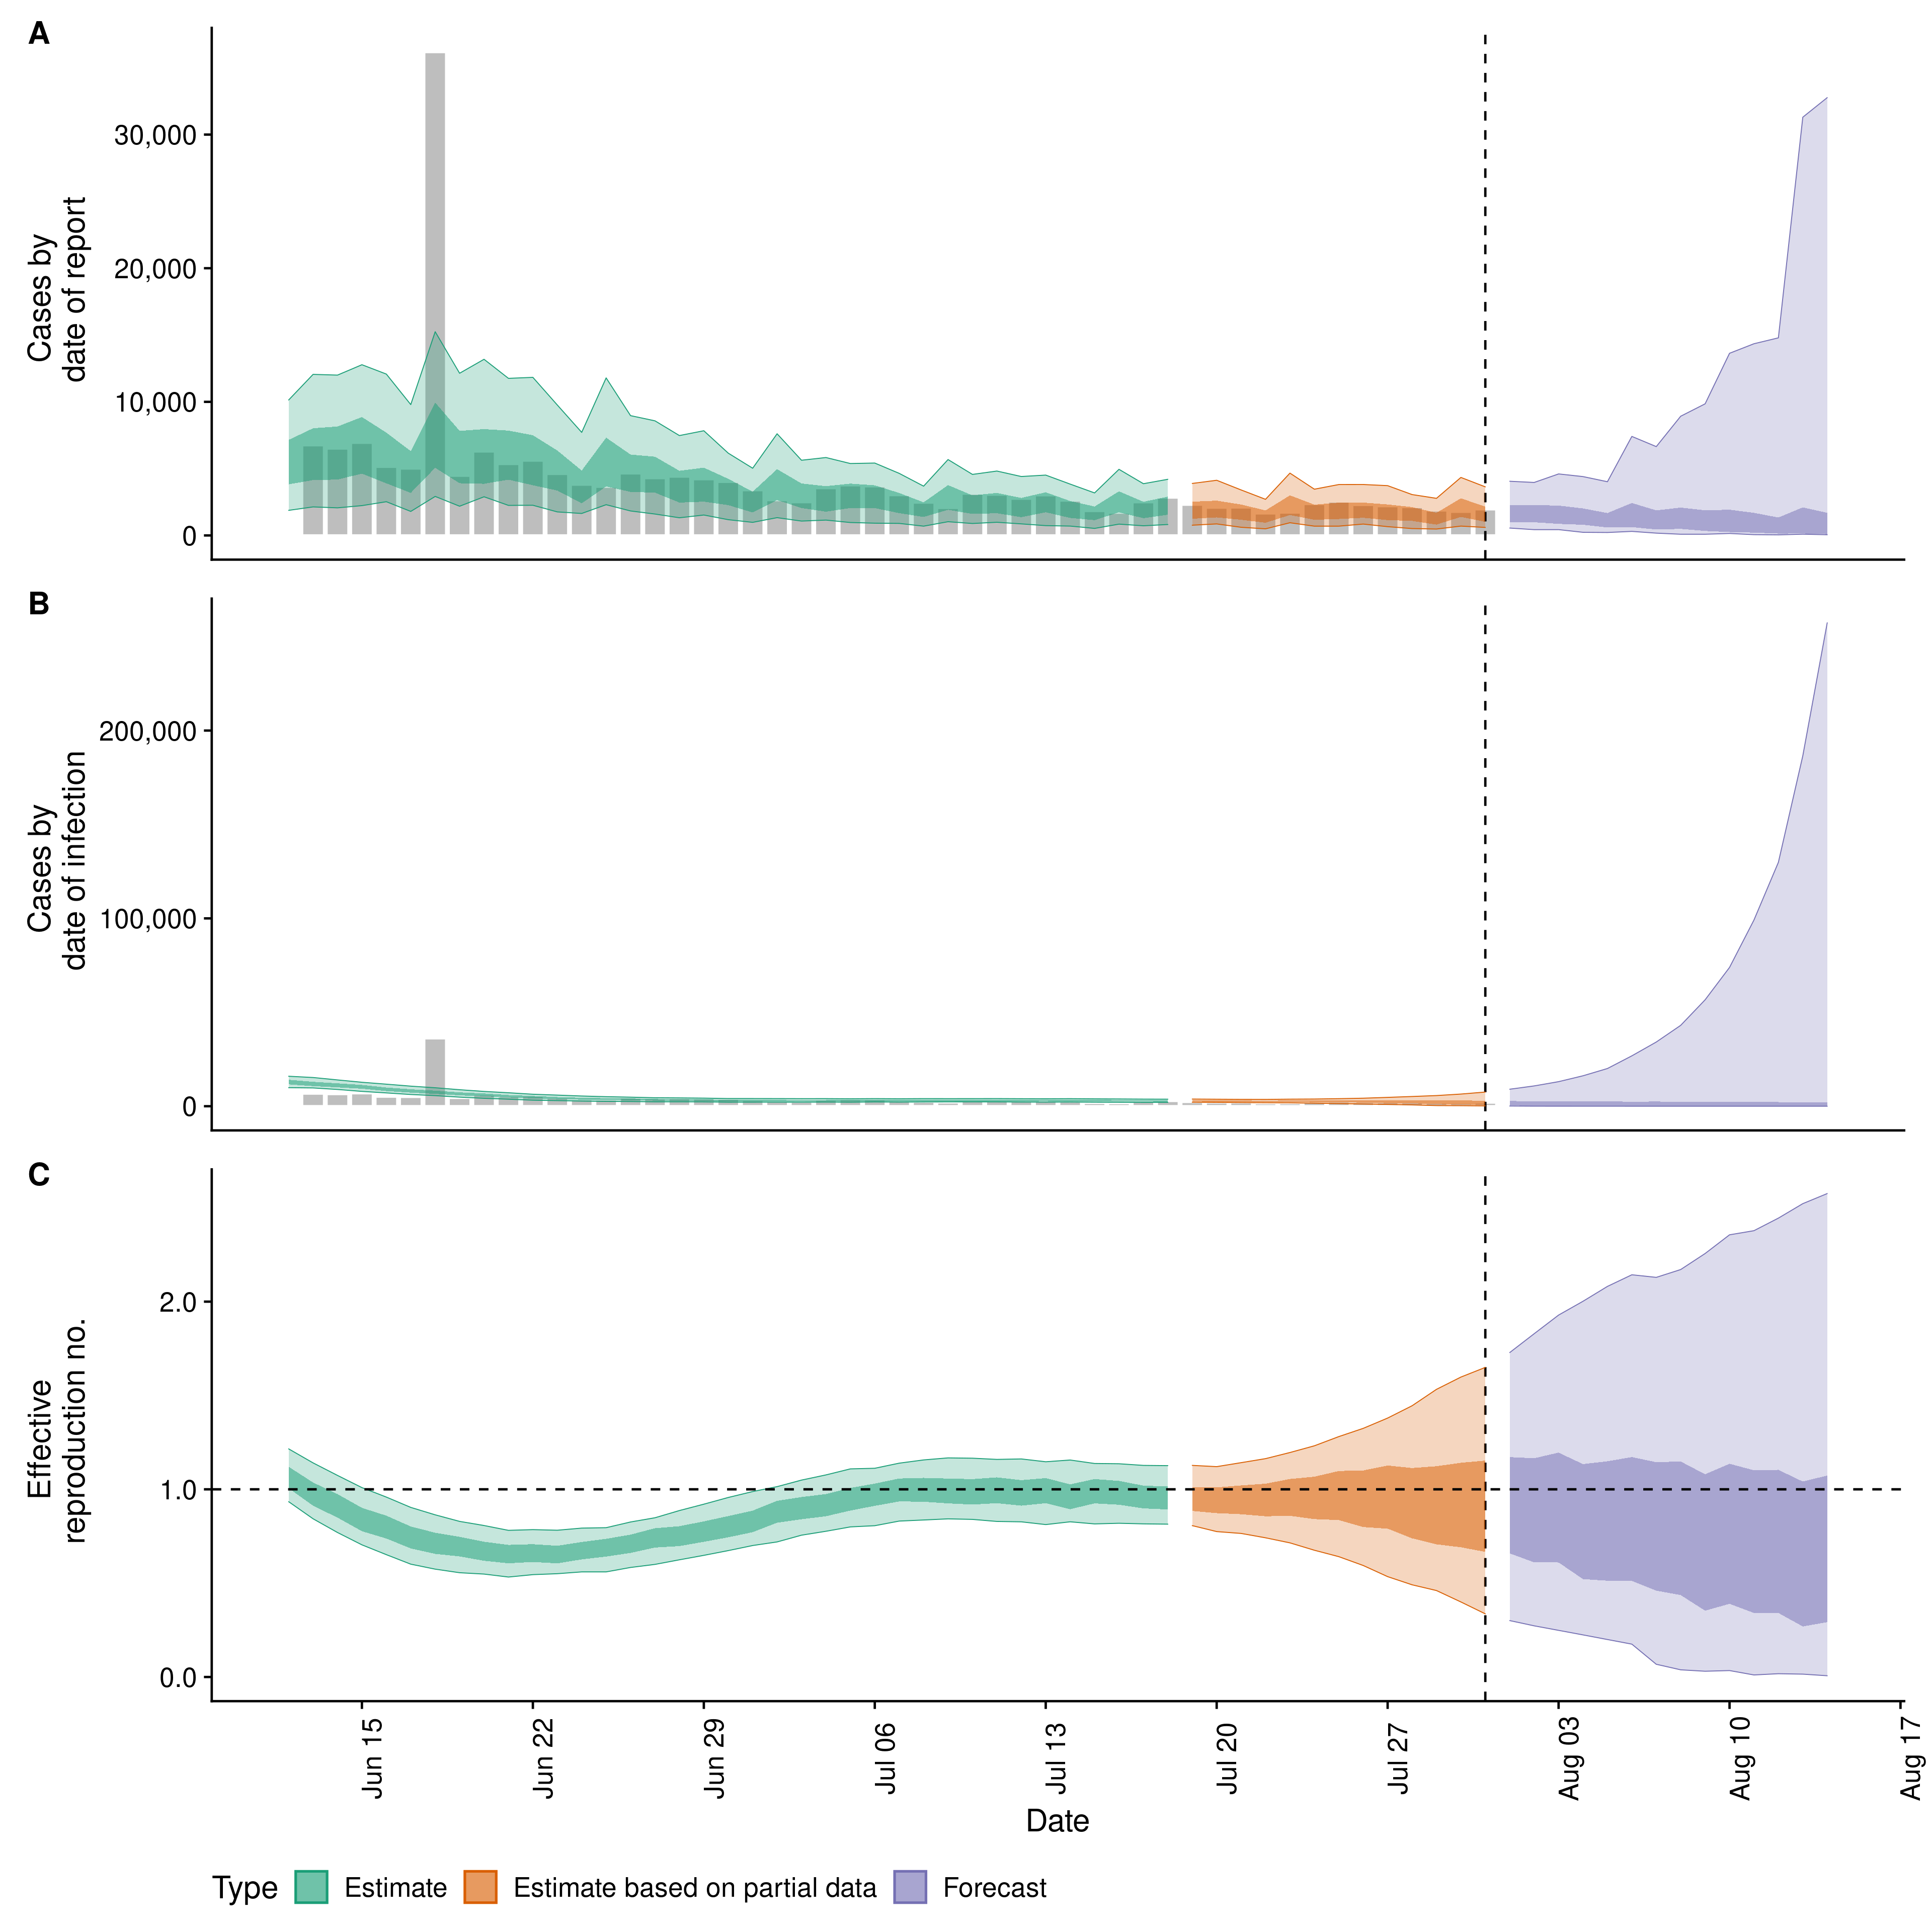 A
Cases by
date of report
30,000
20,000
10,000
0
B
Cases by
date of infection
200,000
100,000
0
C
Effective
reproduction no.
2.0
1.0
0.0
Jun 15
Jun 22
Jun 29
Jul 06
Jul 13
Jul 20
Jul 27
Aug 03
Aug 10
Aug 17
Date
Type Estimate Estimate based on partial data Forecast